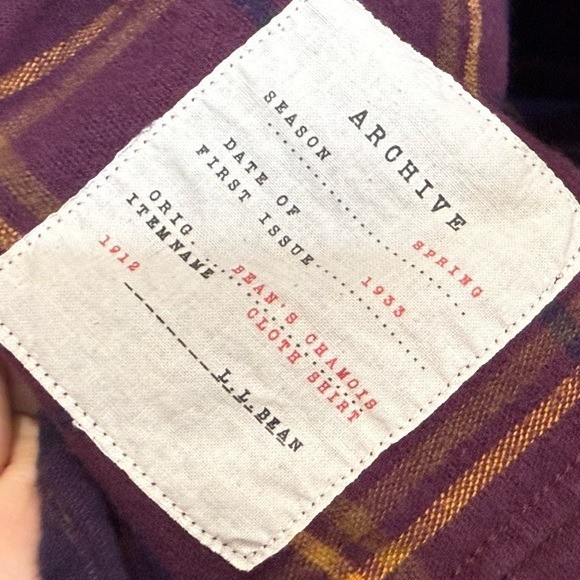 ARCHIVE
SEASON.....................SPRING
DATE OF
FIRST ISSUE............1933
ORIG.
ITEMNAME...BEAN'S CHAMOIS
CLOTH SHIRT
1912
L.L.BEAN